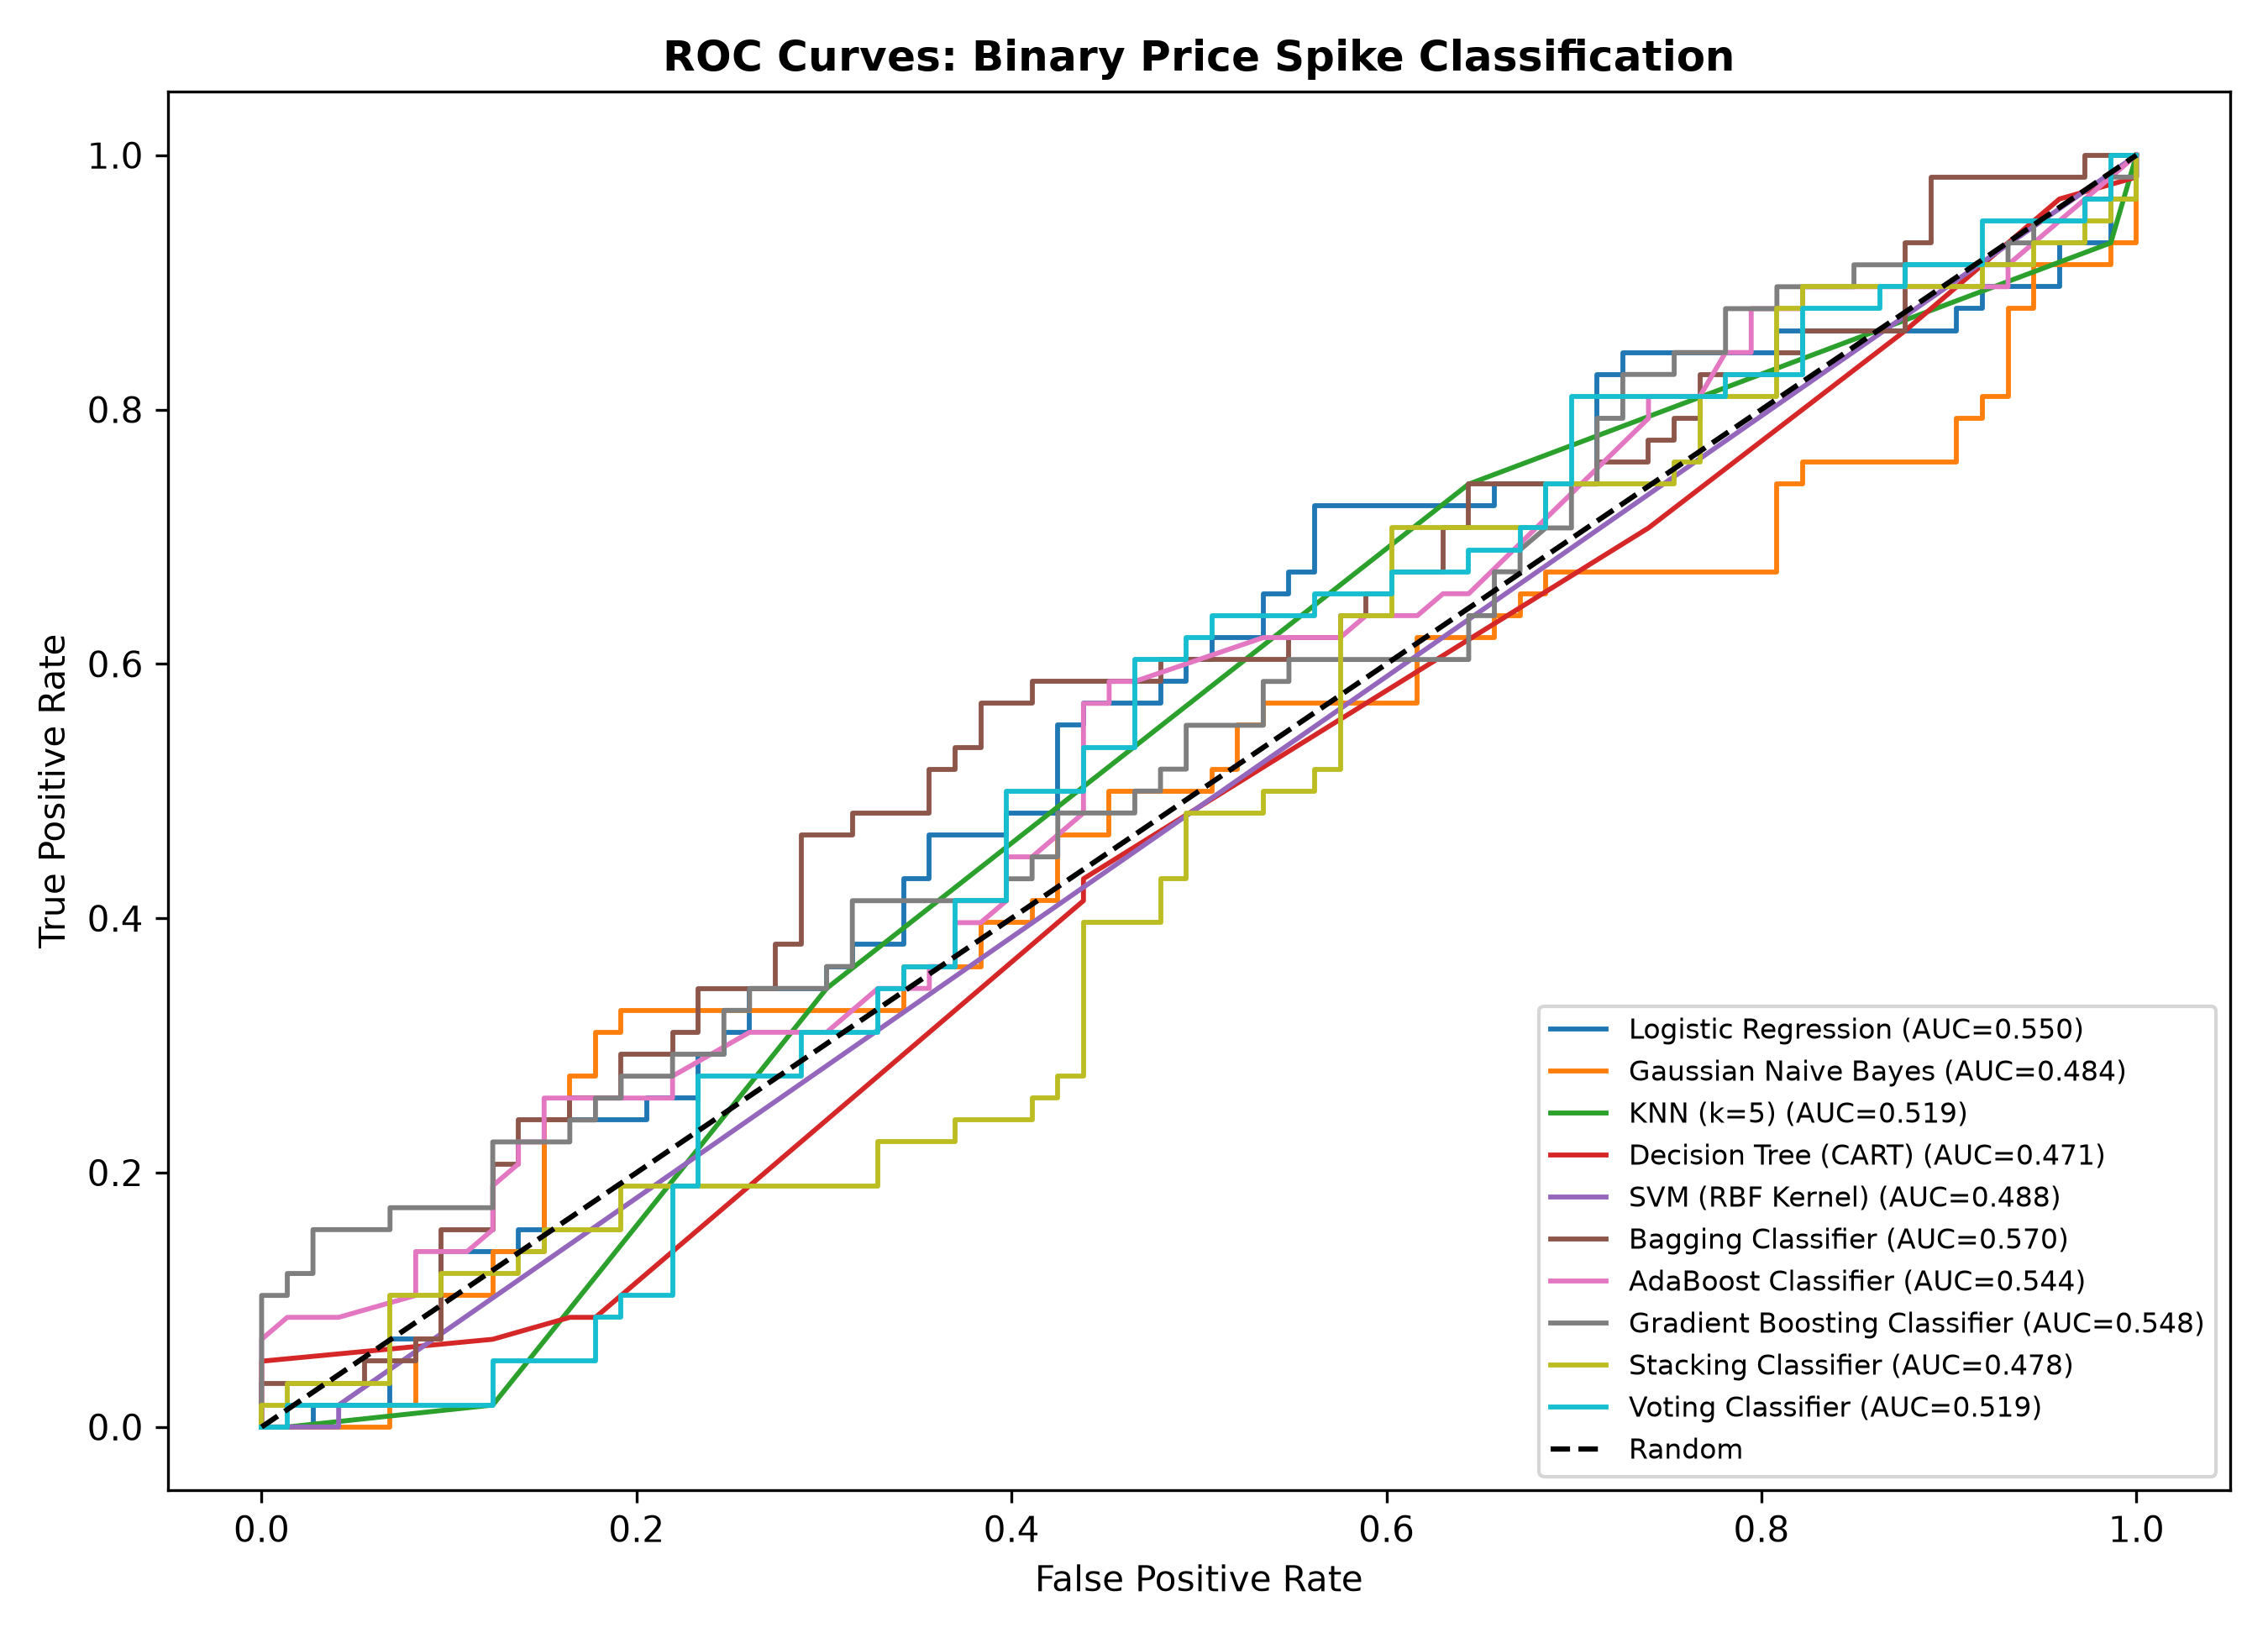 ROC Curves: Binary Price Spike Classification
True Positive Rate
1.0
0.8
0.6
0.4
0.2
0.0
Logistic Regression (AUC=0.550)
Gaussian Naive Bayes (AUC=0.484)
KNN (k=5) (AUC=0.519)
Decision Tree (CART) (AUC=0.471)
SVM (RBF Kernel) (AUC=0.488)
Bagging Classifier (AUC=0.570)
AdaBoost Classifier (AUC=0.544)
Gradient Boosting Classifier (AUC=0.548)
Stacking Classifier (AUC=0.478)
Voting Classifier (AUC=0.519)
Random
0.0 0.2 0.4 0.6 0.8 1.0
False Positive Rate